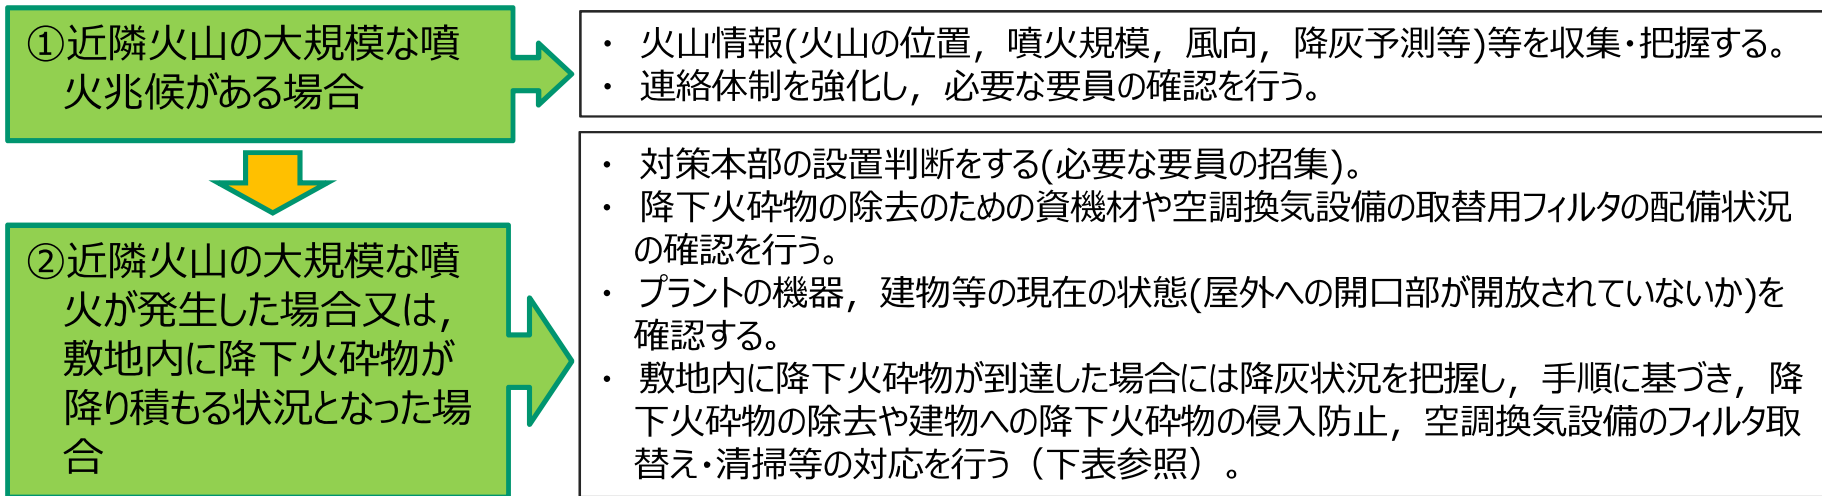 ①近隣火山の大規模な噴
火兆候がある場合
・ 火山情報(火山の位置，噴火規模，風向，降灰予測等)等を収集・把握する。
・ 連絡体制を強化し，必要な要員の確認を行う。
②近隣火山の大規模な噴
火が発生した場合又は，
敷地内に降下火砕物が
降り積もる状況となった場
合
・ 対策本部の設置判断をする(必要な要員の招集)。
・ 降下火砕物の除去のための資機材や空調換気設備の取替用フィルタの配備状況
の確認を行う。
・ プラントの機器，建物等の現在の状態(屋外への開口部が開放されていないか)を
確認する。
・ 敷地内に降下火砕物が到達した場合には降灰状況を把握し，手順に基づき，降
下火砕物の除去や建物への降下火砕物の侵入防止，空調換気設備のフィルタ取
替え・清掃等の対応を行う（下表参照）。